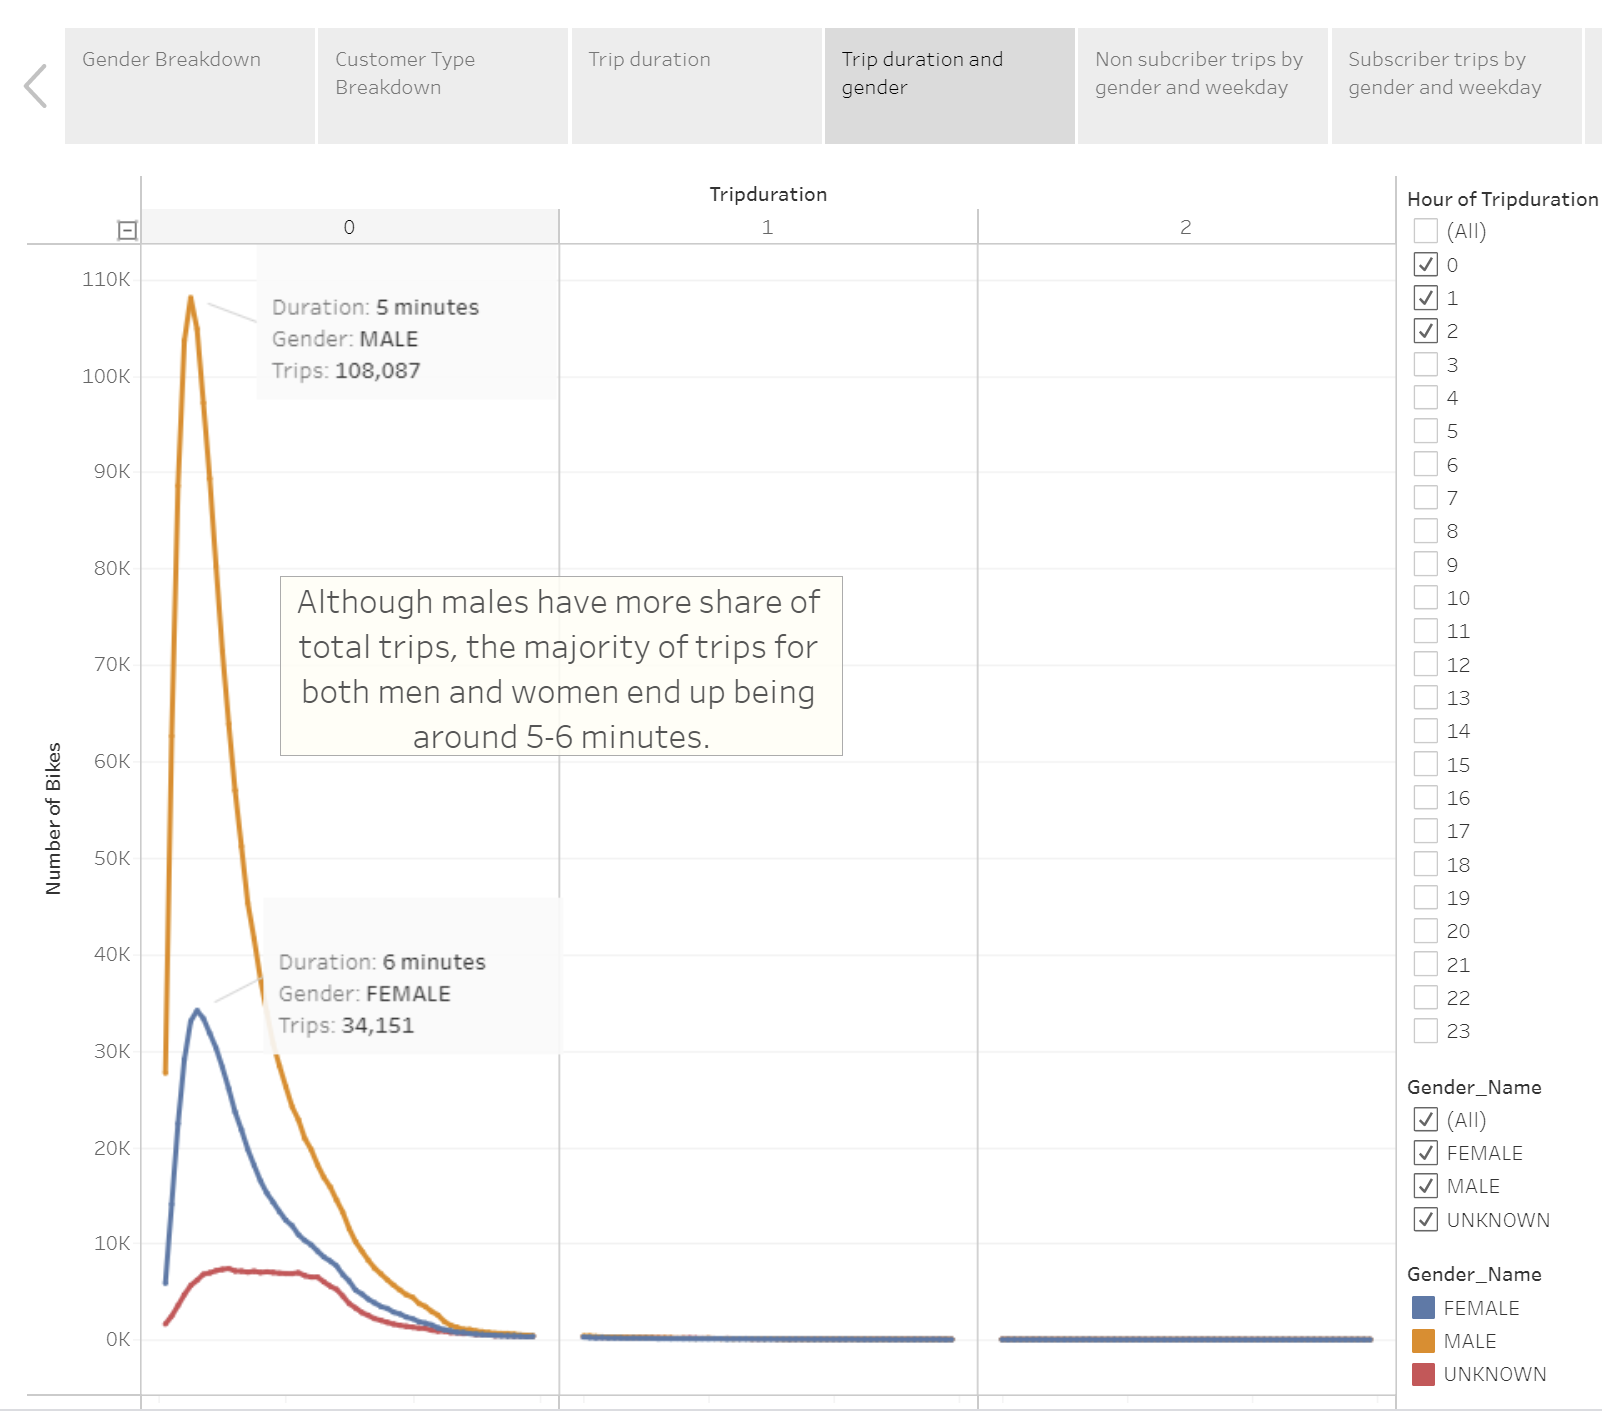 Gender Breakdown
Customer Type
Breakdown
Trip duration
Trip duration and
gender
Non subcriber trips by
gender and weekday
Subscriber trips by
gender and weekday
Tripduration
0
1
2
110K
100K
90K
80K
70K
60K
50K
40K
30K
20K
10K
0K
Number of Bikes
Duration: 5 minutes
Gender: MALE
Trips: 108,087
Although males have more share of
total trips, the majority of trips for
both men and women end up being
around 5-6 minutes.
Duration: 6 minutes
Gender: FEMALE
Trips: 34,151
Hour of Tripduration
(All)
0
1
2
3
4
5
6
7
8
9
10
11
12
13
14
15
16
17
18
19
20
21
22
23
Gender_Name
(All)
FEMALE
MALE
UNKNOWN
Gender_Name
FEMALE
MALE
UNKNOWN